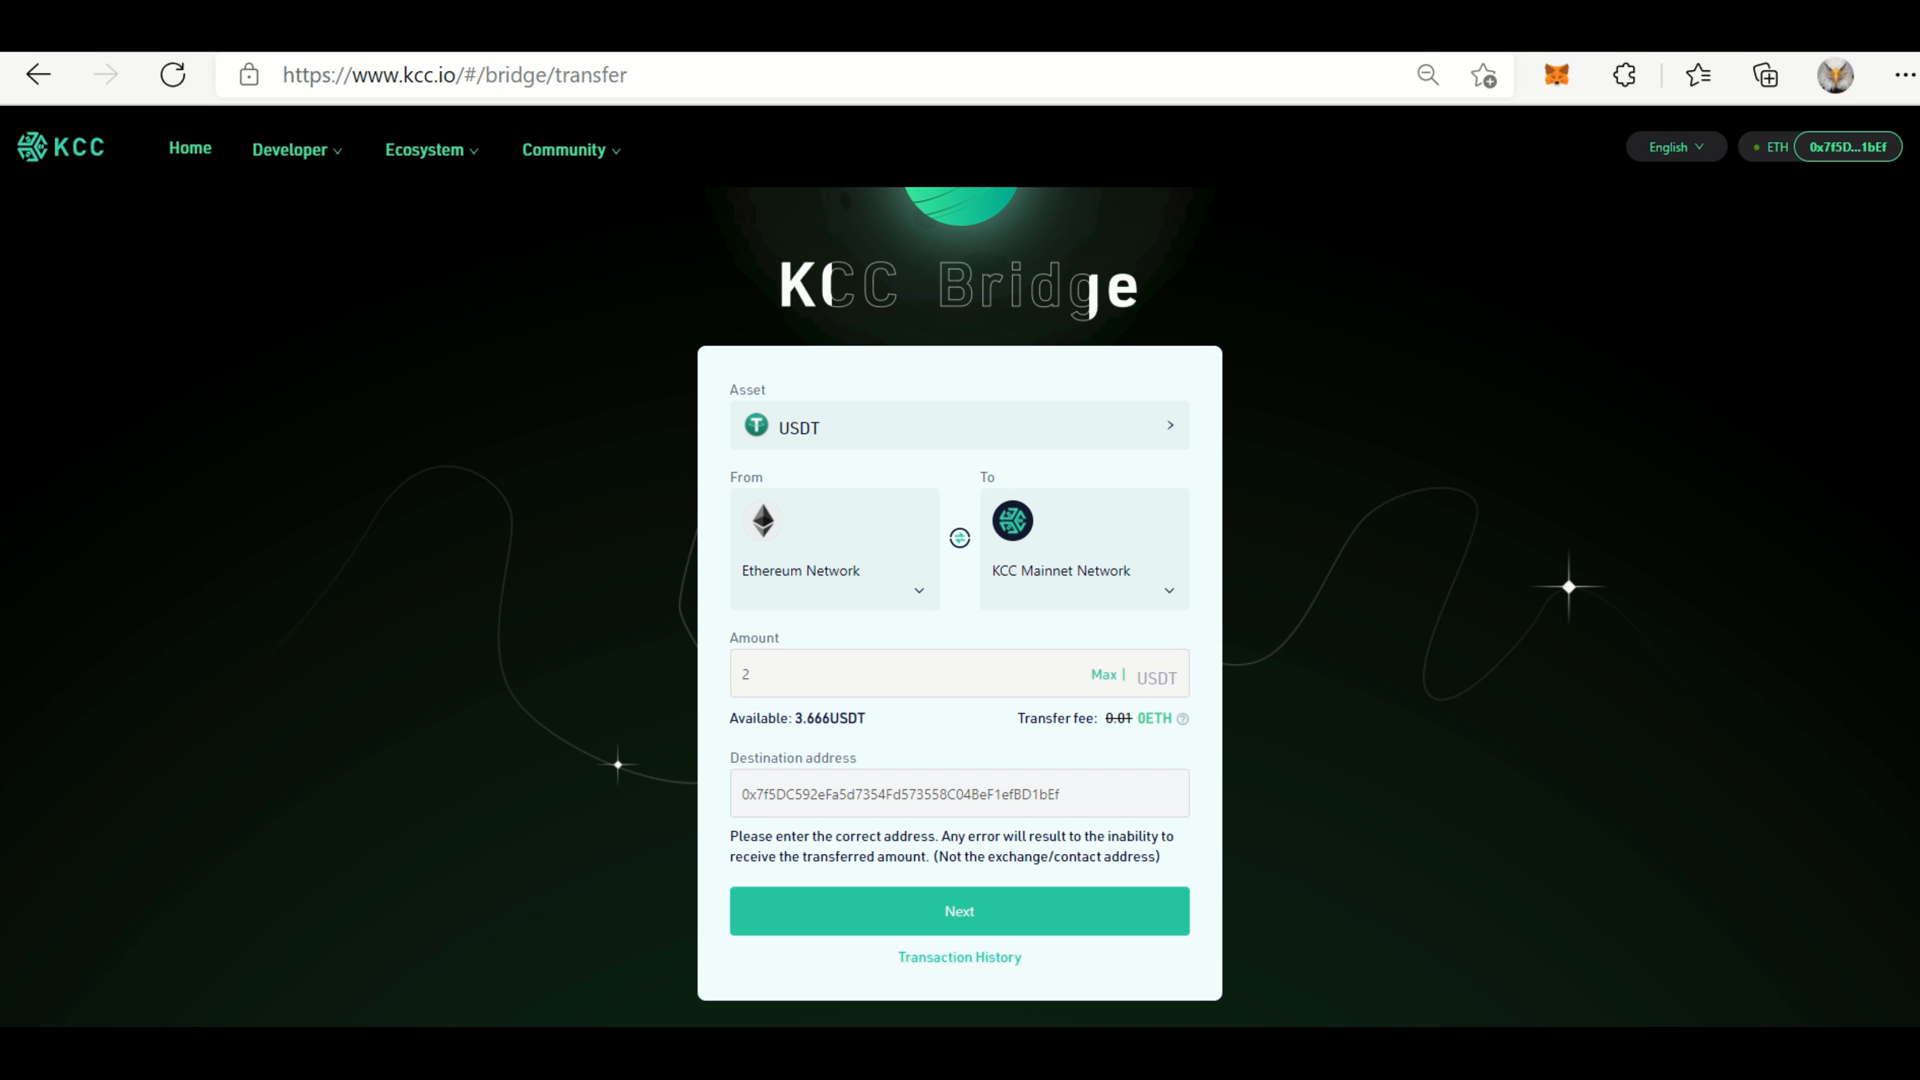 https://www.kcc.io/#/bridge/transfer
KCC
Home
Developer
Ecosystem
Community
English
ETH
0x7f5D...1bEf
KCC Bridge
Asset
USDT
From
To
Ethereum Network
KCC Mainnet Network
Amount
2
Max |
USDT
Available: 3.666USDT
Transfer fee: 0.01 0ETH
Destination address
0x7f5DC592eFa5d7354Fd573558C04BeF1efBD1bEf
Please enter the correct address. Any error will result to the inability to
receive the transferred amount. (Not the exchange/contact address)
Next
Transaction History